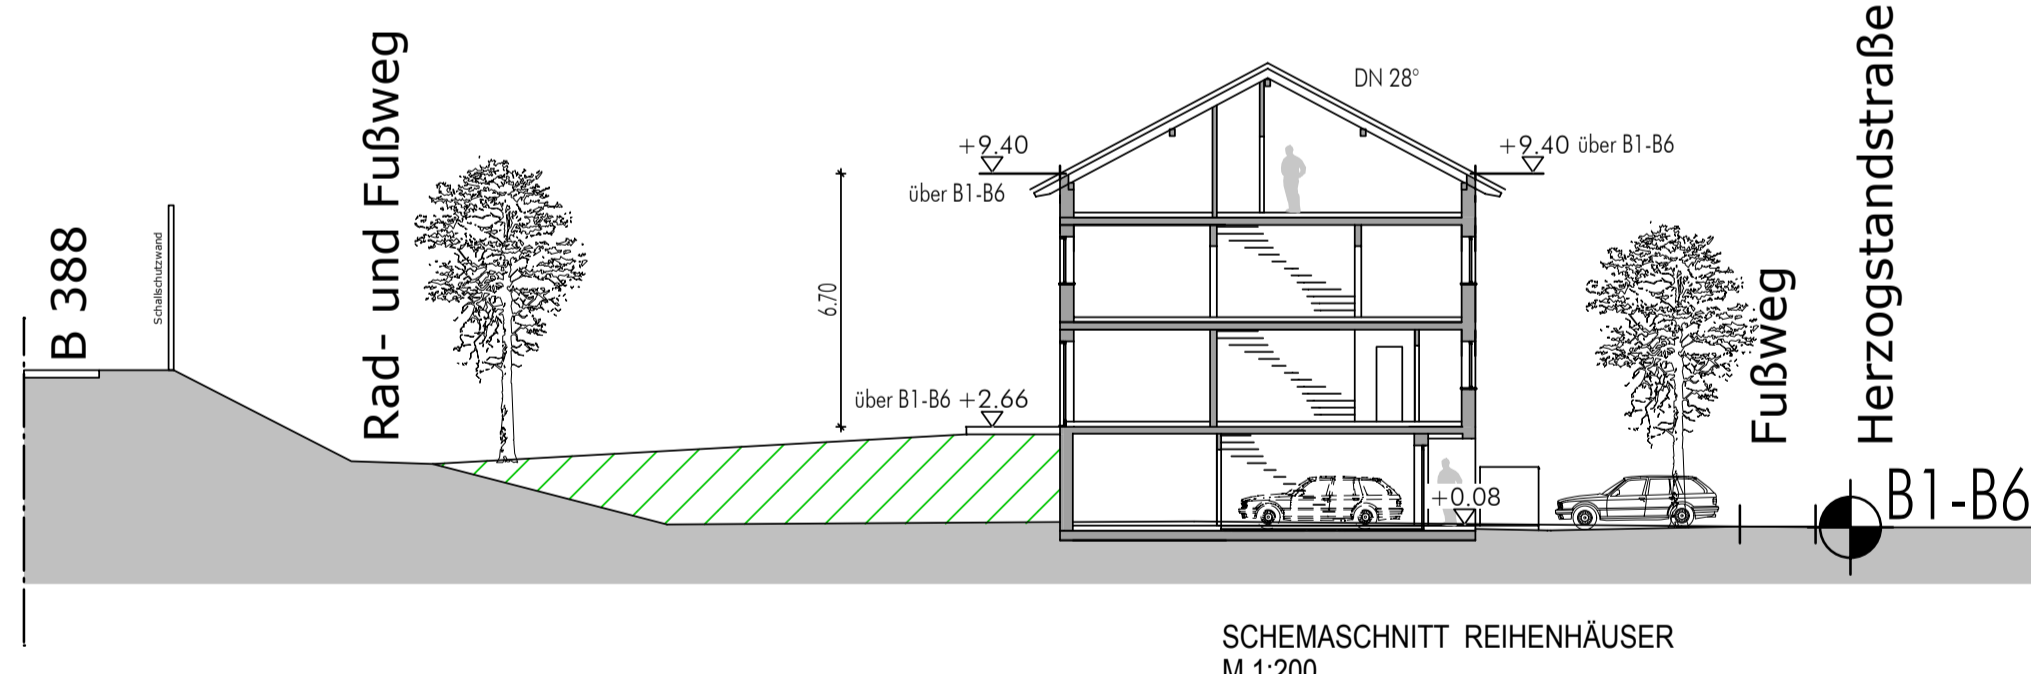 B 388
Schallschutzwand
Rad- und Fußweg
6.70
+9.40
über B1-B6
über B1-B6 +2.66
DN 28°
+9.40 über B1-B6
+0.08
Fußweg
Herzogstandstraße
B1-B6
SCHEMASCHNITT REIHENHÄUSER
M 1:200